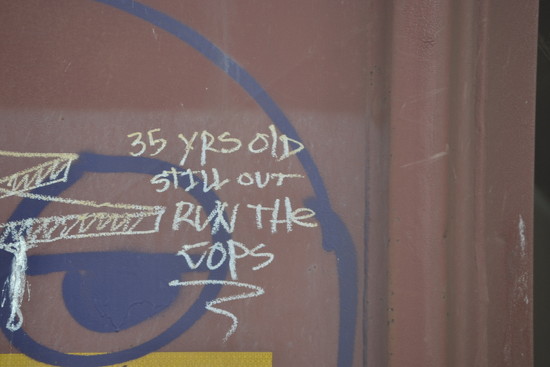 35 YRS Old
STILL OUT
RUN THE
COPS